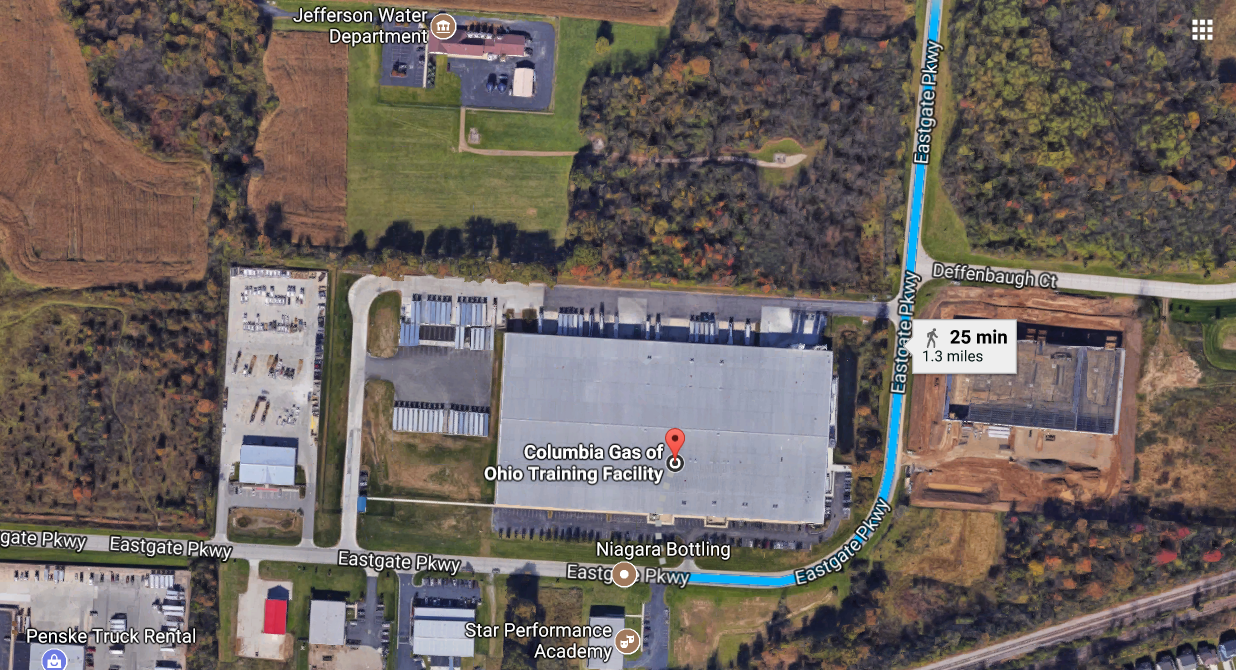 Jefferson Water
Department
Eastgate Pkwy
Deffenbaugh Ct
Eastgate Pkwy
25 min
1.3 miles
Columbia Gas of
Ohio Training Facility
Eastgate Pkwy
gate Pkwy
Eastgate Pkwy
Eastgate Pkwy
Niagara Bottling
Eastg Pkwy
Star Performance
Academy
Penske Truck Rental